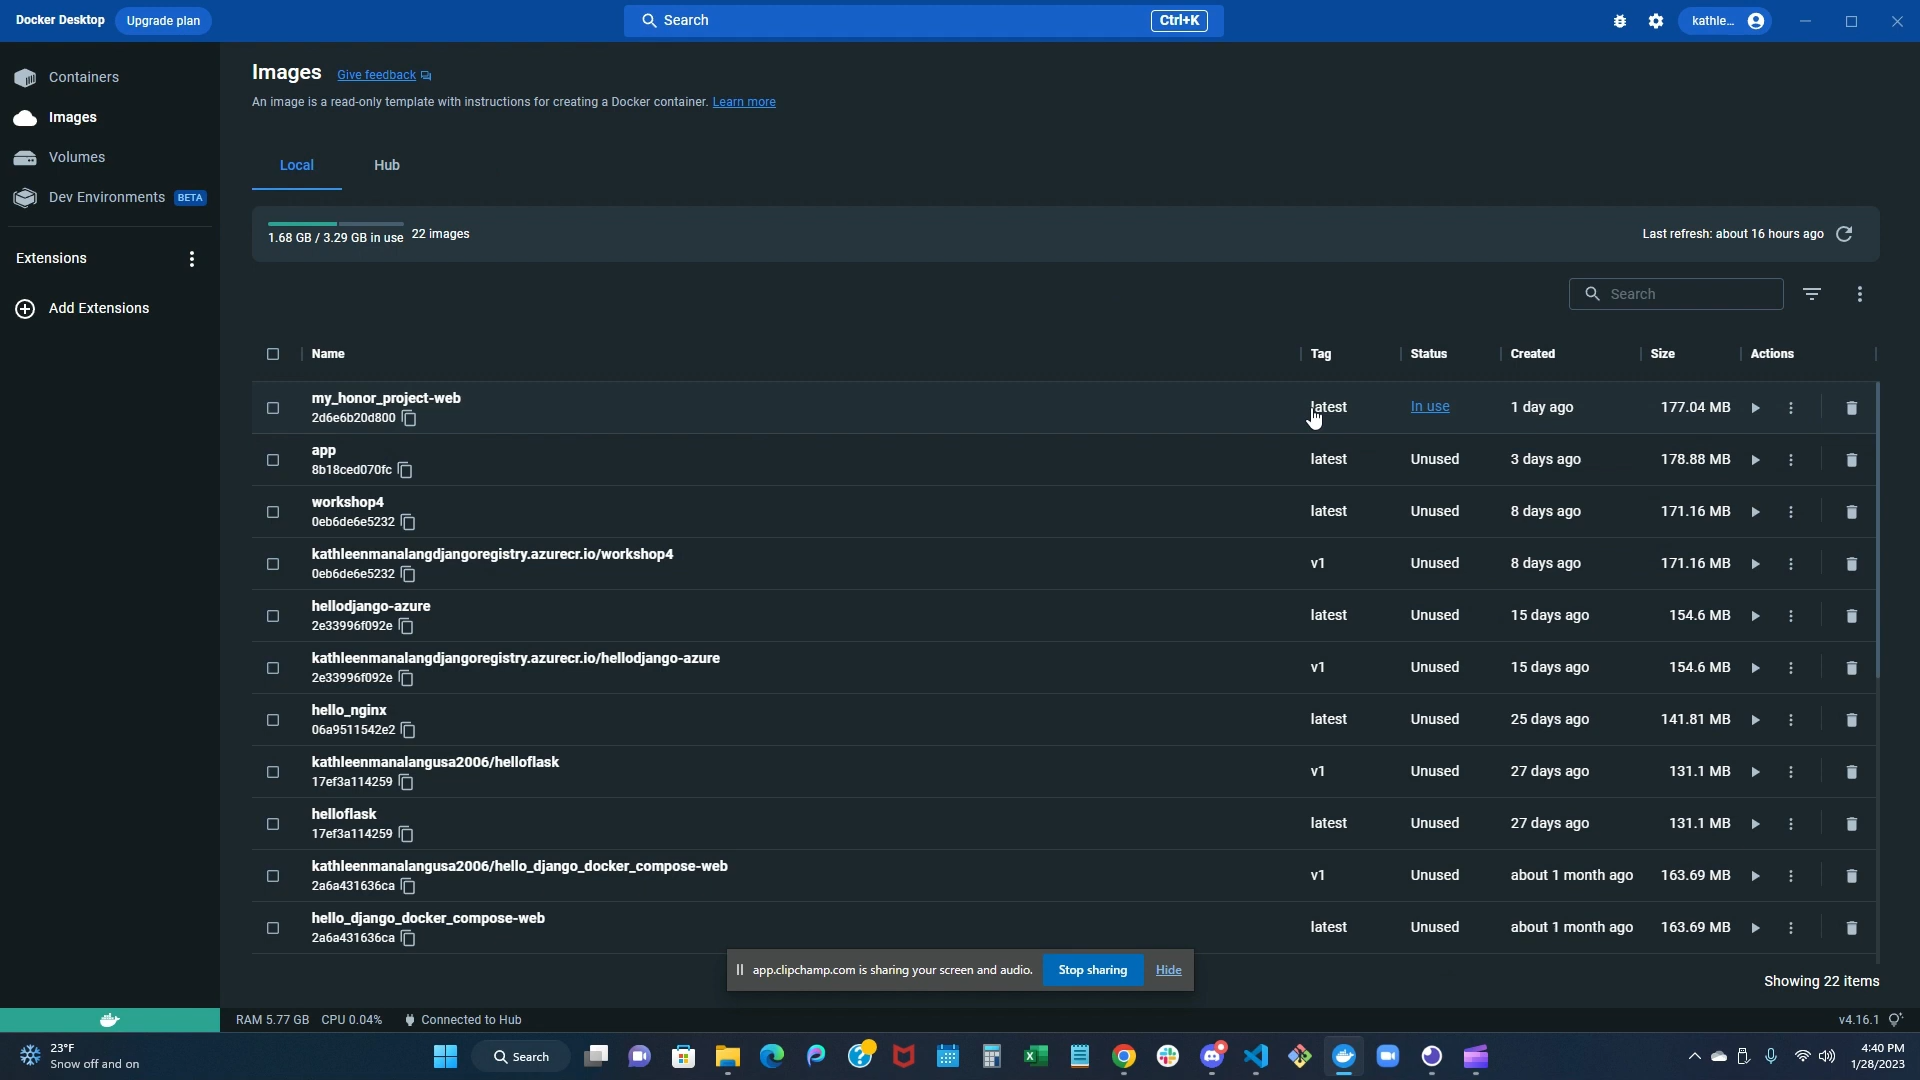 Docker Desktop Upgrade plan Search Ctrl+K kathle...
Containers
Images
Volumes
Dev Environments BETA
Extensions
Add Extensions
Images Give feedback
An image is a read-only template with instructions for creating a Docker container. Learn more
Local Hub
1.68 GB / 3.29 GB in use 22 images Last refresh: about 16 hours ago
Search
Name Tag Status Created Size Actions
my_honor_project-web
2d6e6b20d800
latest In use 1 day ago 177.04 MB
app
8b18ced070fc
latest Unused 3 days ago 178.88 MB
workshop4
0eb6de6e5232
latest Unused 8 days ago 171.16 MB
kathleenmanalangdjangoregistry.azurecr.io/workshop4
0eb6de6e5232
v1 Unused 8 days ago 171.16 MB
hellodjango-azure
2e33996f092e
latest Unused 15 days ago 154.6 MB
kathleenmanalangdjangoregistry.azurecr.io/hellodjango-azure
2e33996f092e
v1 Unused 15 days ago 154.6 MB
hello_nginx
06a9511542e2
latest Unused 25 days ago 141.81 MB
kathleenmanalangusa2006/helloflask
17ef3a114259
v1 Unused 27 days ago 131.1 MB
helloflask
17ef3a114259
latest Unused 27 days ago 131.1 MB
kathleenmanalangusa2006/hello_django_docker_compose-web
2a6a431636ca
v1 Unused about 1 month ago 163.69 MB
hello_django_docker_compose-web
2a6a431636ca
latest Unused about 1 month ago 163.69 MB
app.clipchamp.com is sharing your screen and audio. Stop sharing Hide
Showing 22 items
RAM 5.77 GB CPU 0.04% Connected to Hub v4.16.1
23°F
Snow off and on
Search
4:40 PM
1/28/2023